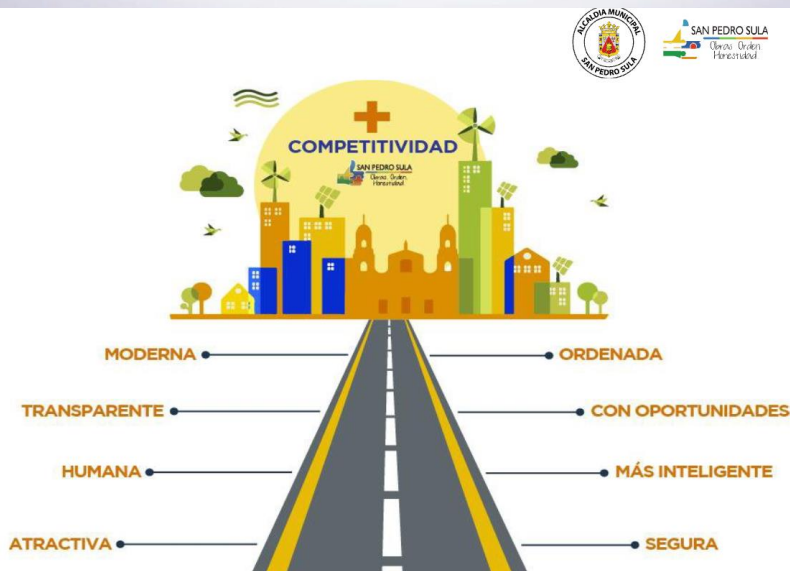 ALCALDIA MUNICIPAL
SAN PEDRO SULA
SAN PEDRO SULA
Obras Orden
Honestidad
COMPETITIVIDAD
SAN PEDRO SULA
Obras Orden
Honestidad
MODERNA
ORDENADA
TRANSPARENTE
CON OPORTUNIDADES
HUMANA
MÁS INTELIGENTE
ATRACTIVA
SEGURA